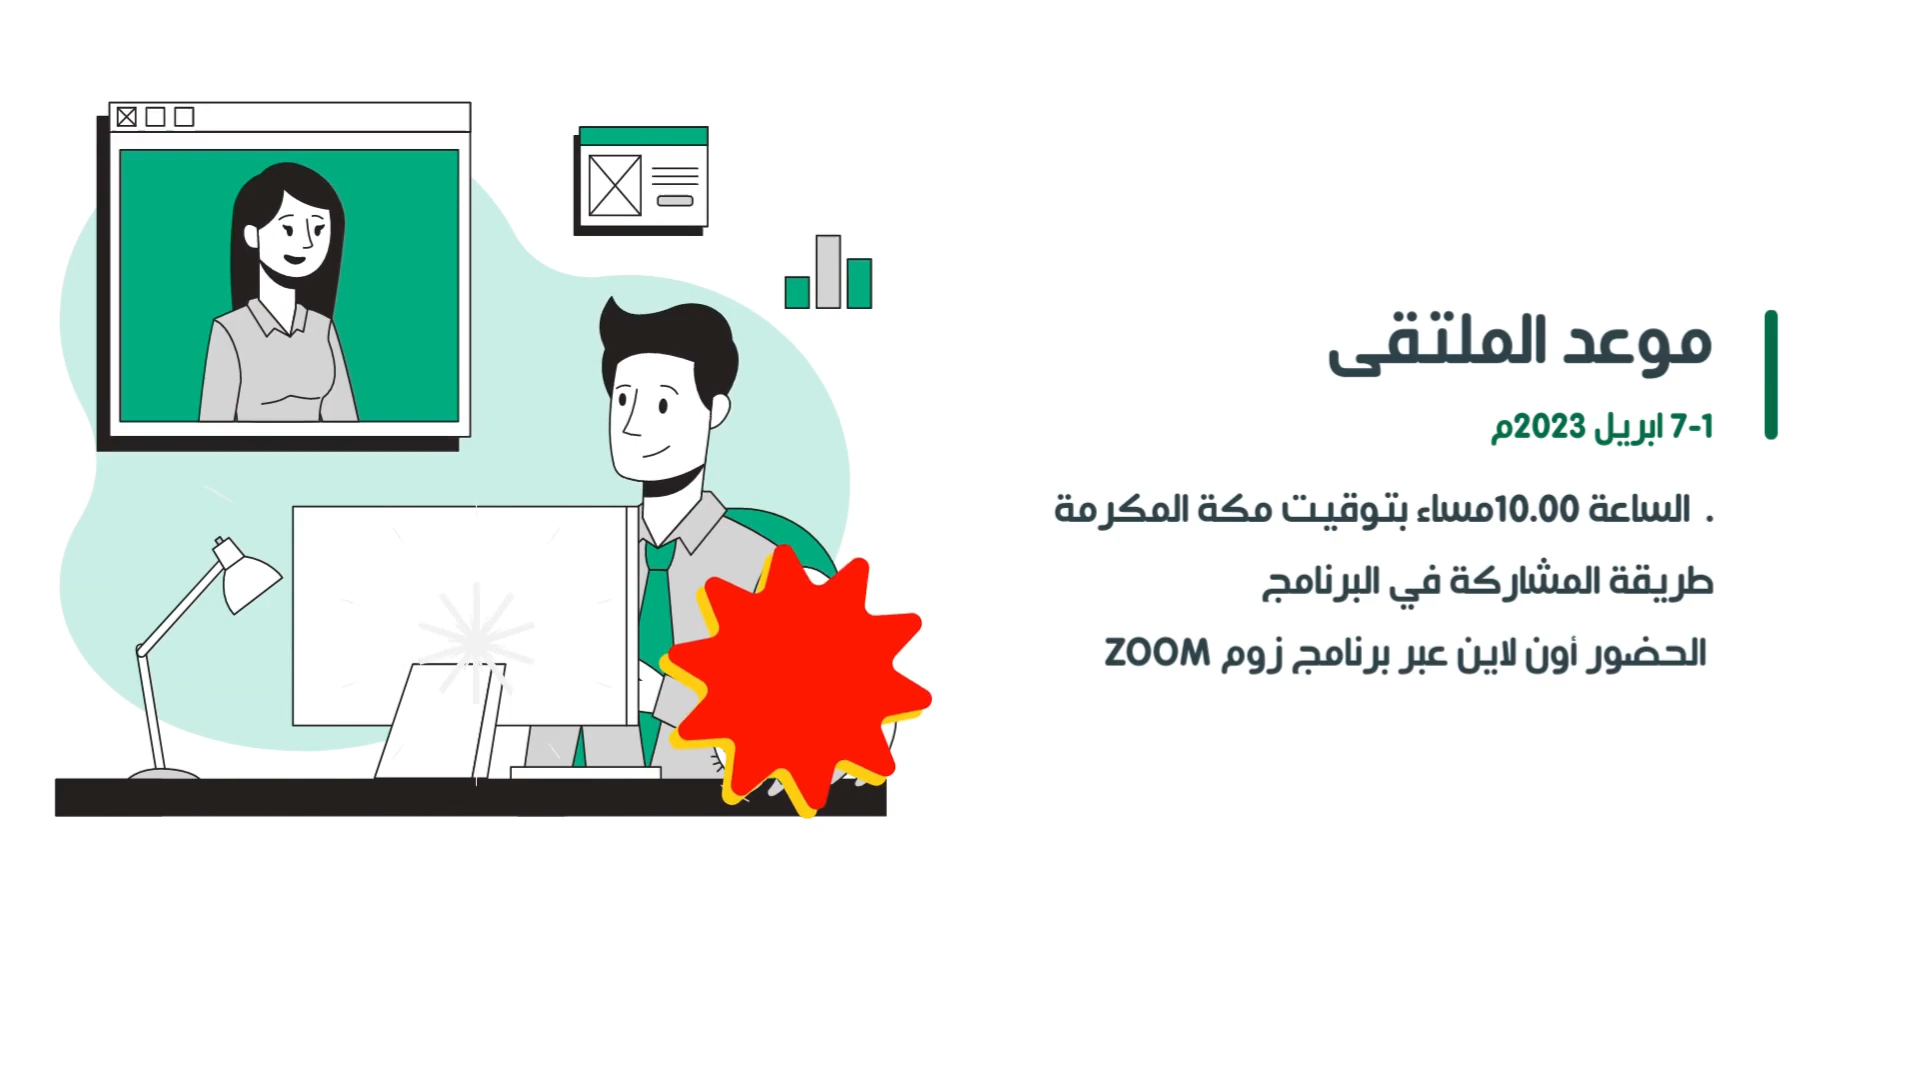 موعد الملتقى
1-7 ابريل 2023م
. الساعة 10.00مساء بتوقيت مكة المكرمة
طريقة المشاركة في البرنامج
الحضور أون لاين عبر برنامج زوم ZOOM